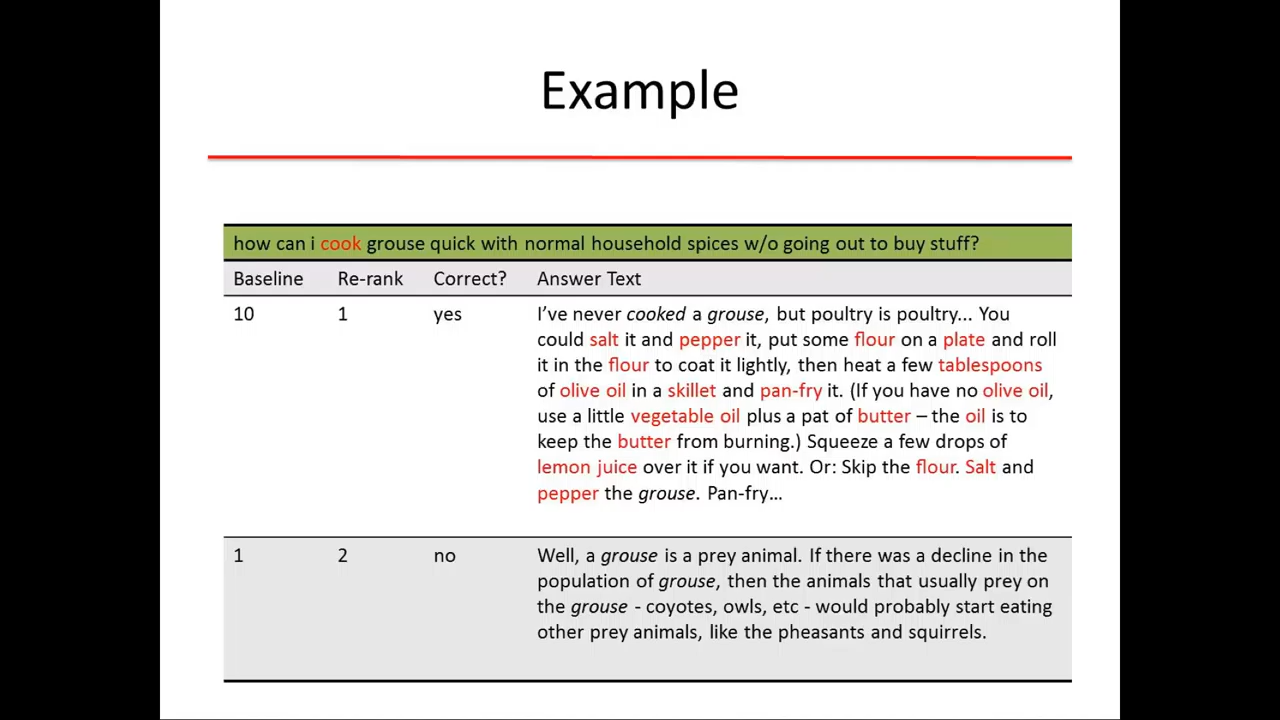 Example
how can i cook grouse quick with normal household spices w/o going out to buy stuff?
Baseline Re-rank Correct? Answer Text
10 1 yes I’ve never cooked a grouse, but poultry is poultry... You
could salt it and pepper it, put some flour on a plate and roll
it in the flour to coat it lightly, then heat a few tablespoons
of olive oil in a skillet and pan-fry it. (If you have no olive oil,
use a little vegetable oil plus a pat of butter – the oil is to
keep the butter from burning.) Squeeze a few drops of
lemon juice over it if you want. Or: Skip the flour. Salt and
pepper the grouse. Pan-fry…
1 2 no Well, a grouse is a prey animal. If there was a decline in the
population of grouse, then the animals that usually prey on
the grouse - coyotes, owls, etc - would probably start eating
other prey animals, like the pheasants and squirrels.